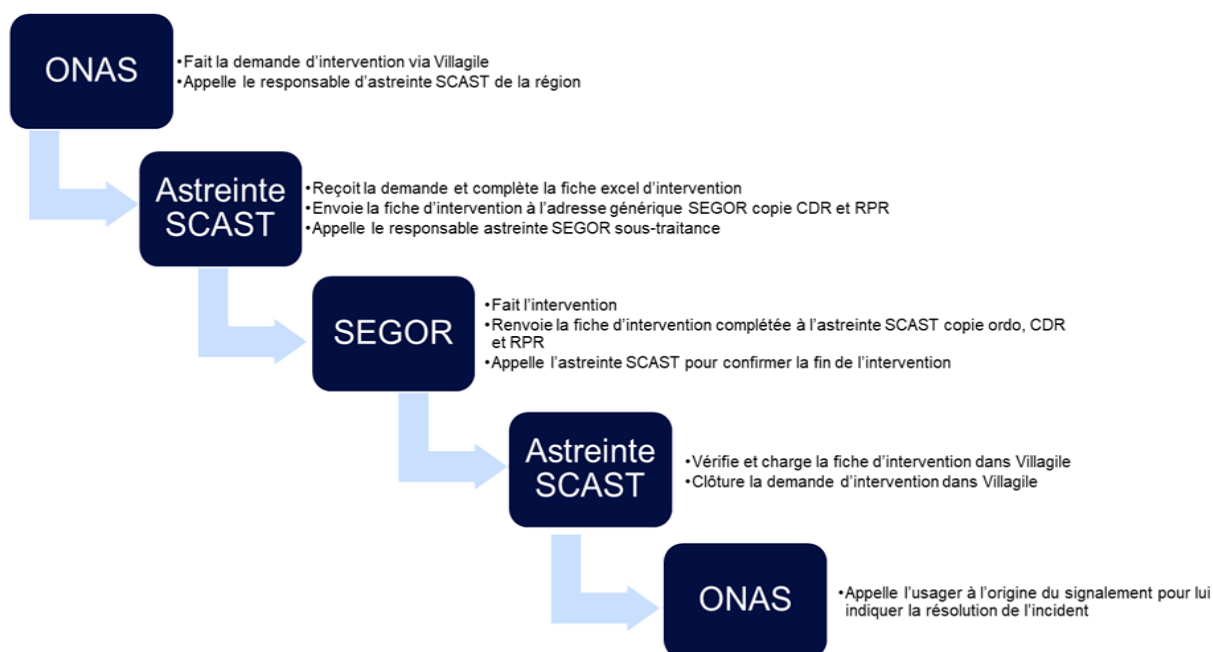 ONAS
•Fait la demande d’intervention via Villagile
•Appelle le responsable d’astreinte SCAST de la région
Astreinte
SCAST
•Reçoit la demande et complète la fiche excel d’intervention
•Envoie la fiche d’intervention à l’adresse générique SEGOR copie CDR et RPR
•Appelle le responsable astreinte SEGOR sous-traitance
SEGOR
•Fait l’intervention
•Renvoie la fiche d’intervention complétée à l’astreinte SCAST copie ordo, CDR
et RPR
•Appelle l’astreinte SCAST pour confirmer la fin de l’intervention
Astreinte
SCAST
•Vérifie et charge la fiche d’intervention dans Villagile
•Clôture la demande d’intervention dans Villagile
ONAS
•Appelle l’usager à l’origine du signalement pour lui
indiquer la résolution de l’incident